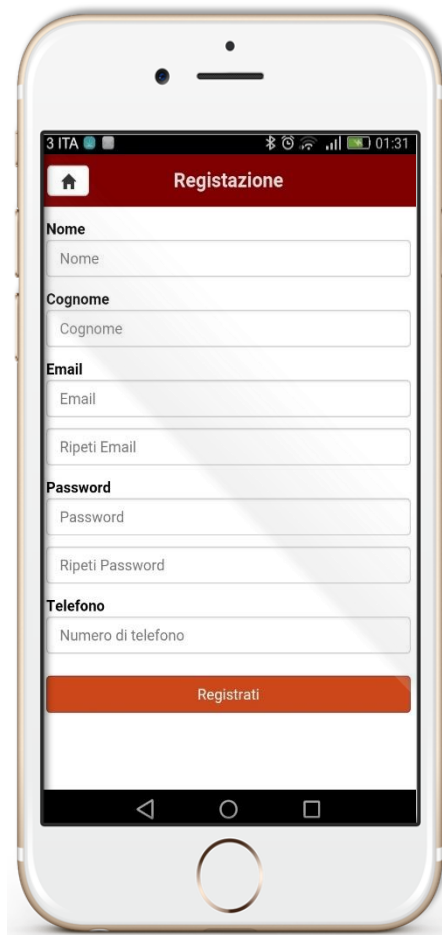 3 ITA 01:31
Registazione
Nome
Nome
Cognome
Cognome
Email
Email
Ripeti Email
Password
Password
Ripeti Password
Telefono
Numero di telefono
Registrati